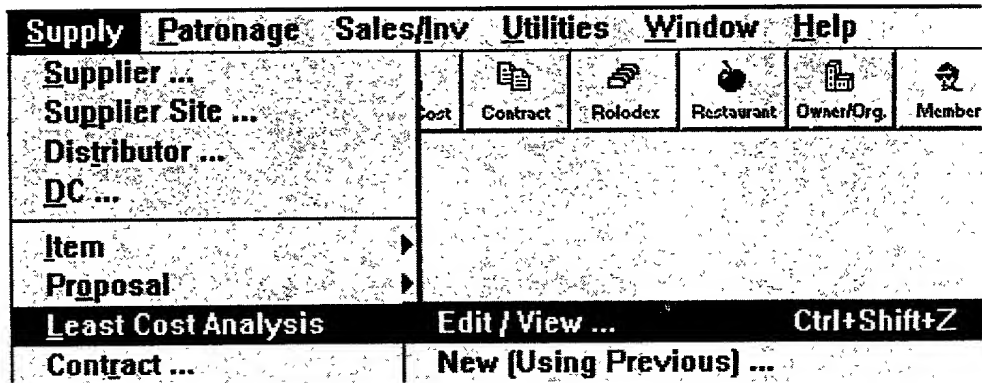 Supply Patronage Sales/Inv Utilities Window Help
Supplier ...
Supplier Site ...
Cost Contract Rolodex Restaurant Owner/Org. Member
Distributor ...
DC ...
Item
Proposal
Least Cost Analysis Edit / View ... Ctrl+Shift+Z
Contract ... New (Using Previous) ...